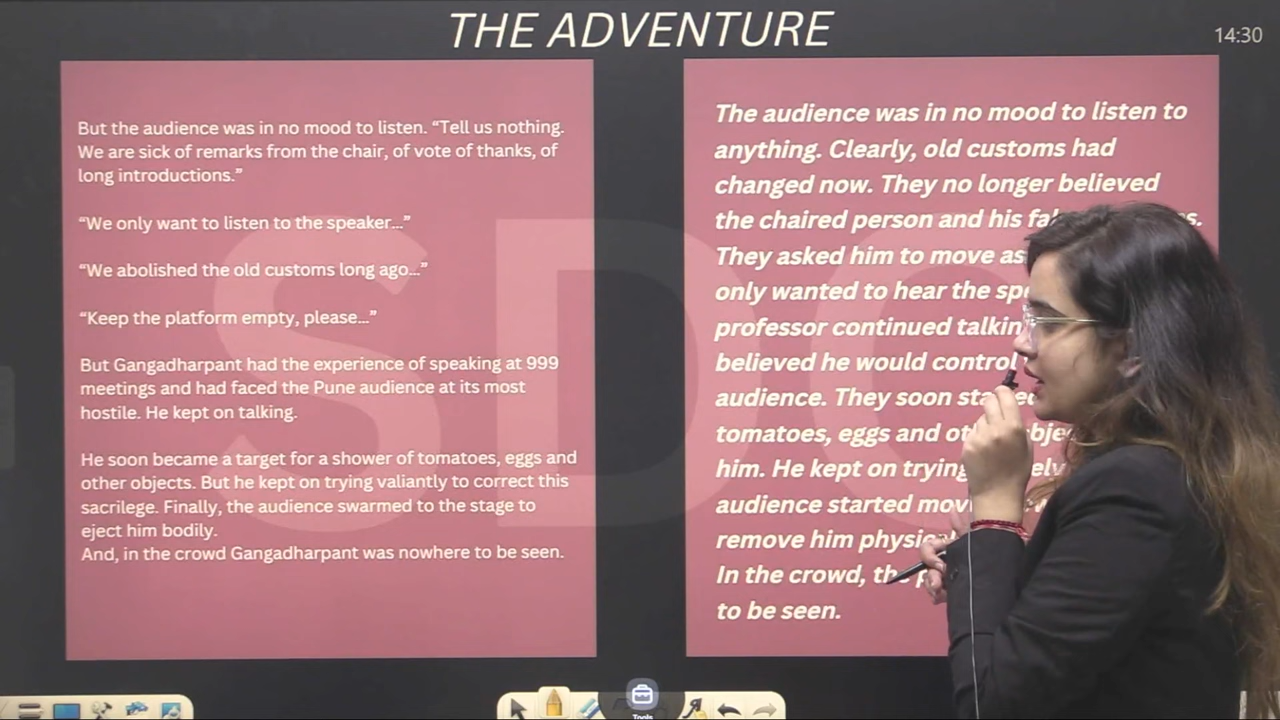 THE ADVENTURE
14:30
But the audience was in no mood to listen. “Tell us nothing.
We are sick of remarks from the chair, of vote of thanks, of
long introductions.”
“We only want to listen to the speaker...”
“We abolished the old customs long ago...”
“Keep the platform empty, please...”
But Gangadharpant had the experience of speaking at 999
meetings and had faced the Pune audience at its most
hostile. He kept on talking.
He soon became a target for a shower of tomatoes, eggs and
other objects. But he kept on trying valiantly to correct this
sacrilege. Finally, the audience swarmed to the stage to
eject him bodily.
And, in the crowd Gangadharpant was nowhere to be seen.
The audience was in no mood to listen to
anything. Clearly, old customs had
changed now. They no longer believed
the chaired person and his
They asked him to move
only wanted to hear the
professor continued
believed he would control
audience. They soon
tomatoes, eggs and
him. He kept on trying
audience started
remove him
In the crowd,
to be seen.
SD
Tools